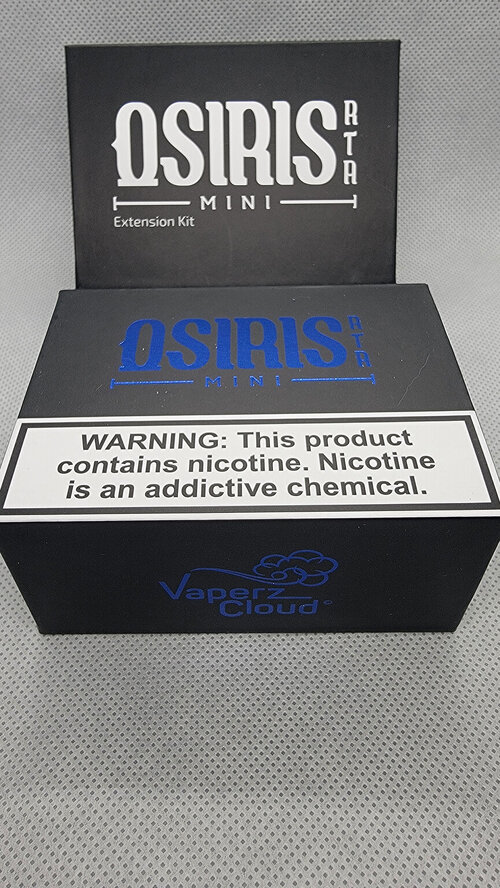 OSIRIS RTA
MINI
Extension Kit
OSIRIS RTA
MINI
WARNING: This product
contains nicotine. Nicotine
is an addictive chemical.
Vaperz
Cloud©